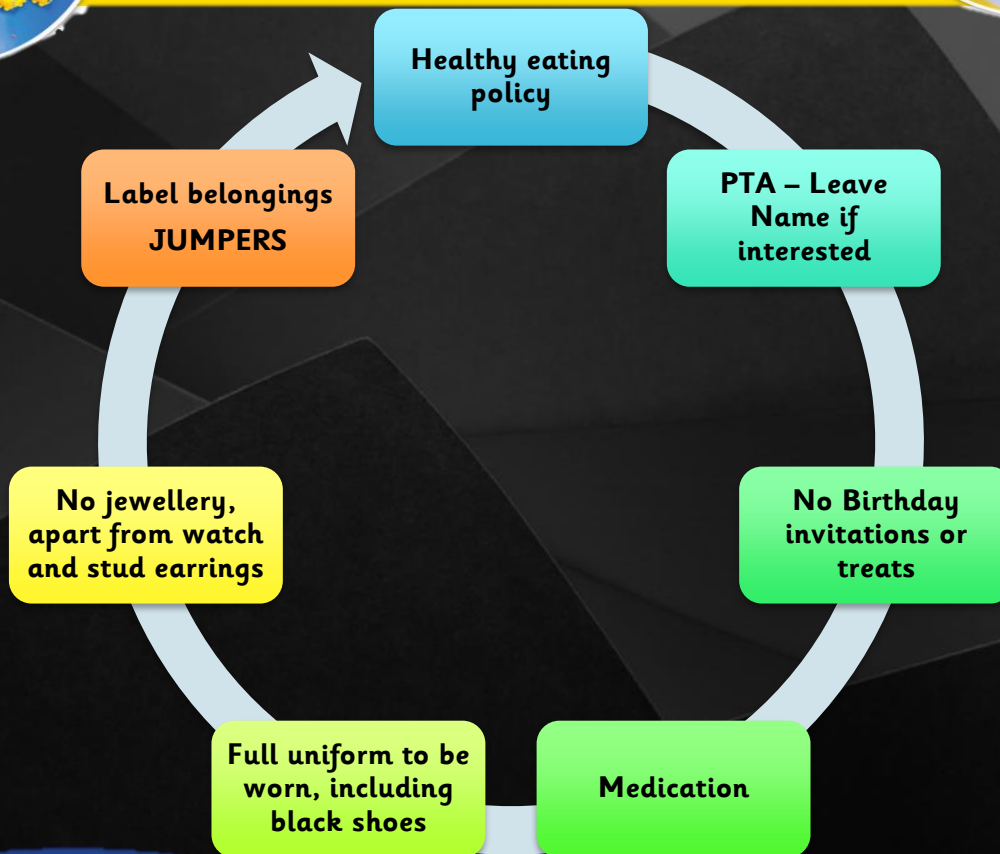 Healthy eating
policy
PTA – Leave
Name if
interested
No Birthday
invitations or
treats
Medication
Full uniform to be
worn, including
black shoes
No jewellery,
apart from watch
and stud earrings
Label belongings
JUMPERS